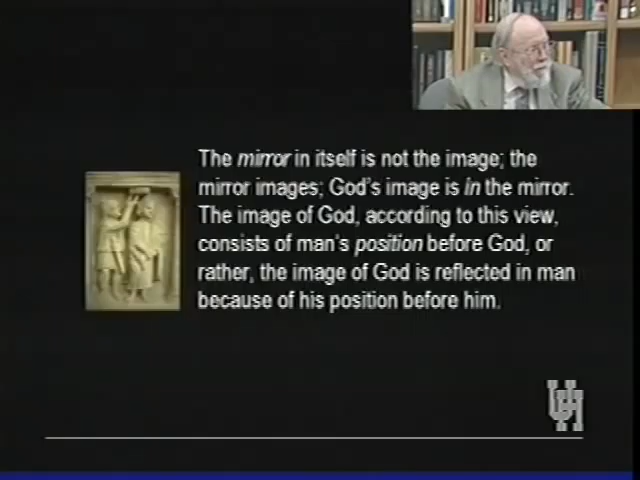 The mirror in itself is not the image; the
mirror images; God's image is in the mirror.
The image of God, according to this view,
consists of man's position before God, or
rather, the image of God is reflected in man
because of his position before him.
UH